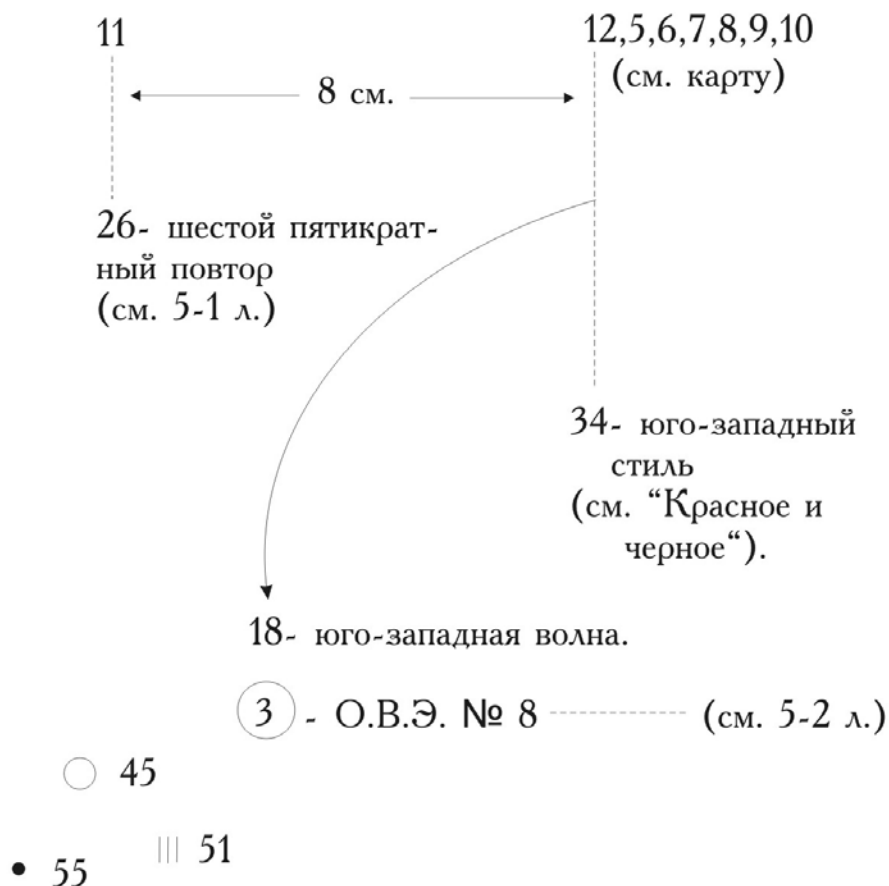 11
12,5,6,7,8,9,10
(см. карту)
8 см.
26- шестой пятикрат-
ный повтор
(см. 5-1 л.)
34- юго-западный
стиль
(см. “Красное и
черное“).
18- юго-западная волна.
3 - О.В.Э. № 8 (см. 5-2 л.)
45
51
55